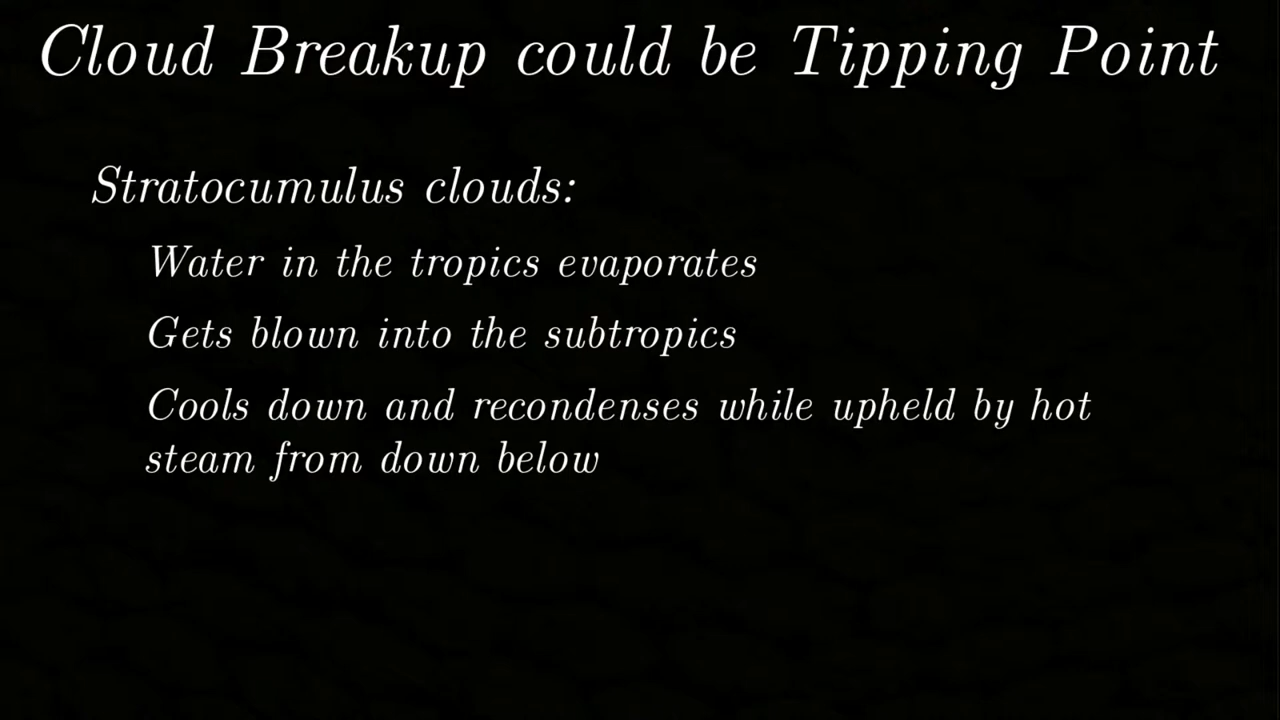 Cloud Breakup could be Tipping Point
Stratocumulus clouds:
Water in the tropics evaporates
Gets blown into the subtropics
Cools down and recondenses while upheld by hot
steam from down below